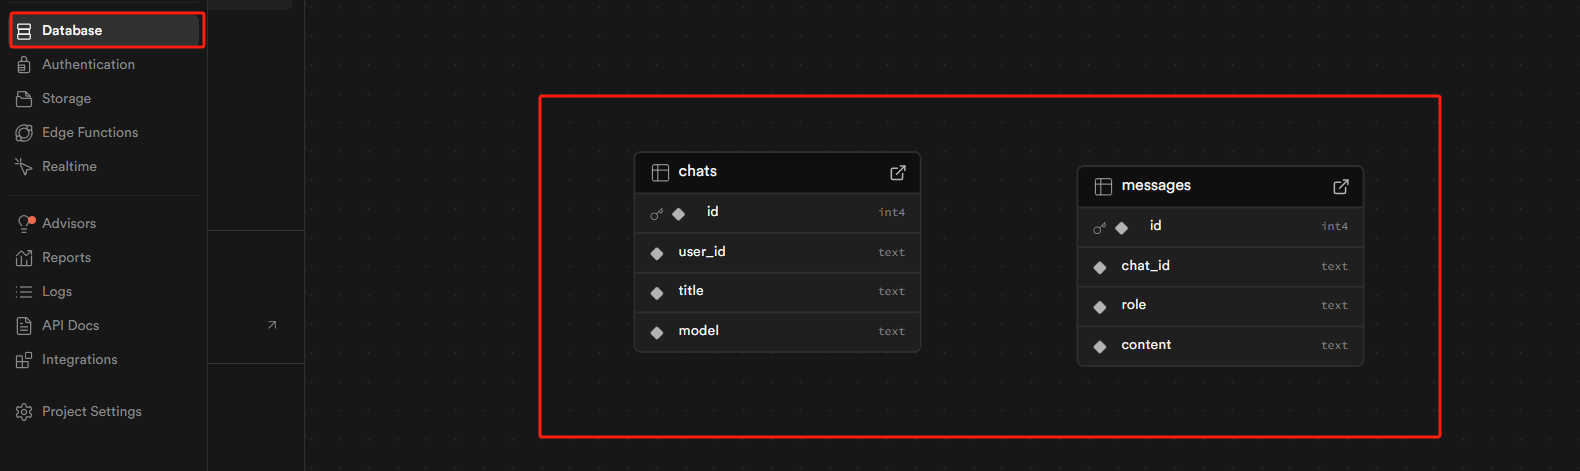 Database
Authentication
Storage
Edge Functions
Realtime
Advisors
Reports
Logs
API Docs
Integrations
Project Settings
chats
id int4
user_id text
title text
model text
messages
id int4
chat_id text
role text
content text